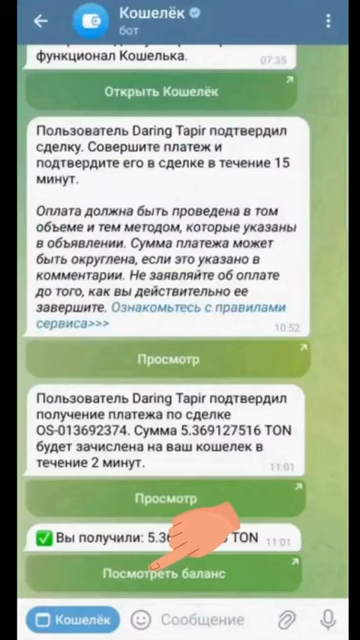 Кошелёк
бот
функционал Кошелька.
07:35
Открыть Кошелёк
Пользователь Daring Tapir подтвердил
сделку. Совершите платеж и
подтвердите его в сделке в течение 15
минут.
Оплата должна быть проведена в том
объеме и тем методом, которые указаны
в объявлении. Сумма платежа может
быть округлена, если это указано в
комментарии. Не заявляйте об оплате
до того, как вы действительно ее
завершите. Ознакомьтесь с правилами
сервиса>>>
10:52
Просмотр
Пользователь Daring Tapir подтвердил
получение платежа по сделке
OS-013692374. Сумма 5.369127516 TON
будет зачислена на ваш кошелек в
течение 2 минут.
11:01
Просмотр
Вы получили: TON
11:01
Посмотреть баланс
Кошелёк
Сообщение